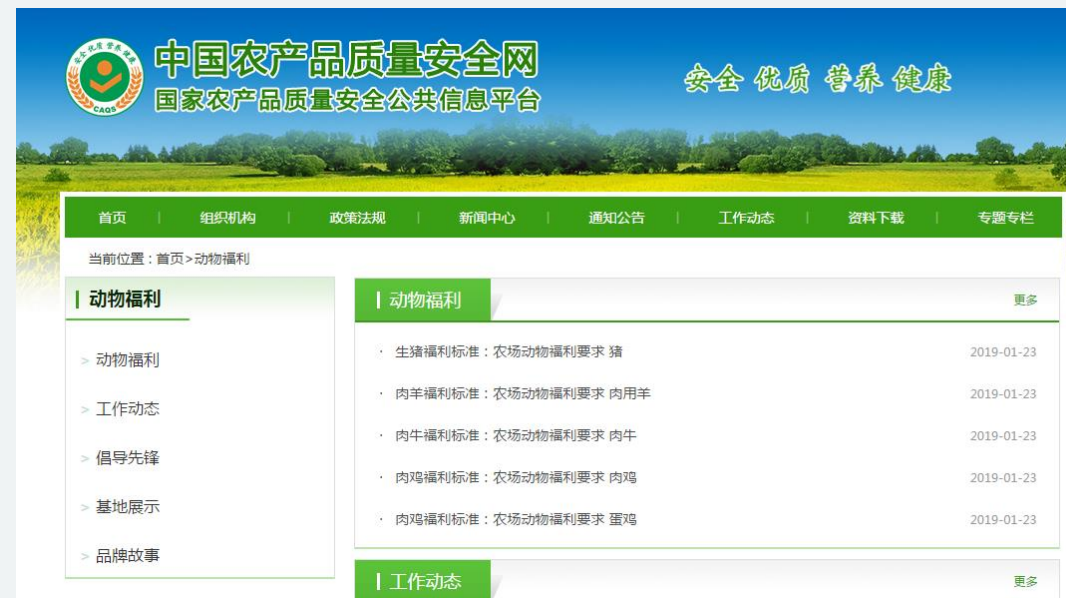 安全 优质 营养 健康
CAQS
中国农产品质量安全网
国家农产品质量安全公共信息平台
安全 优质 营养 健康
首页 | 组织机构 | 政策法规 | 新闻中心 | 通知公告 | 工作动态 | 资料下载 | 专题专栏
当前位置：首页>动物福利
动物福利
> 动物福利
> 工作动态
> 倡导先锋
> 基地展示
> 品牌故事
动物福利 更多
· 生猪福利标准：农场动物福利要求 猪 2019-01-23
· 肉羊福利标准：农场动物福利要求 肉用羊 2019-01-23
· 肉牛福利标准：农场动物福利要求 肉牛 2019-01-23
· 肉鸡福利标准：农场动物福利要求 肉鸡 2019-01-23
· 肉鸡福利标准：农场动物福利要求 蛋鸡 2019-01-23
工作动态 更多